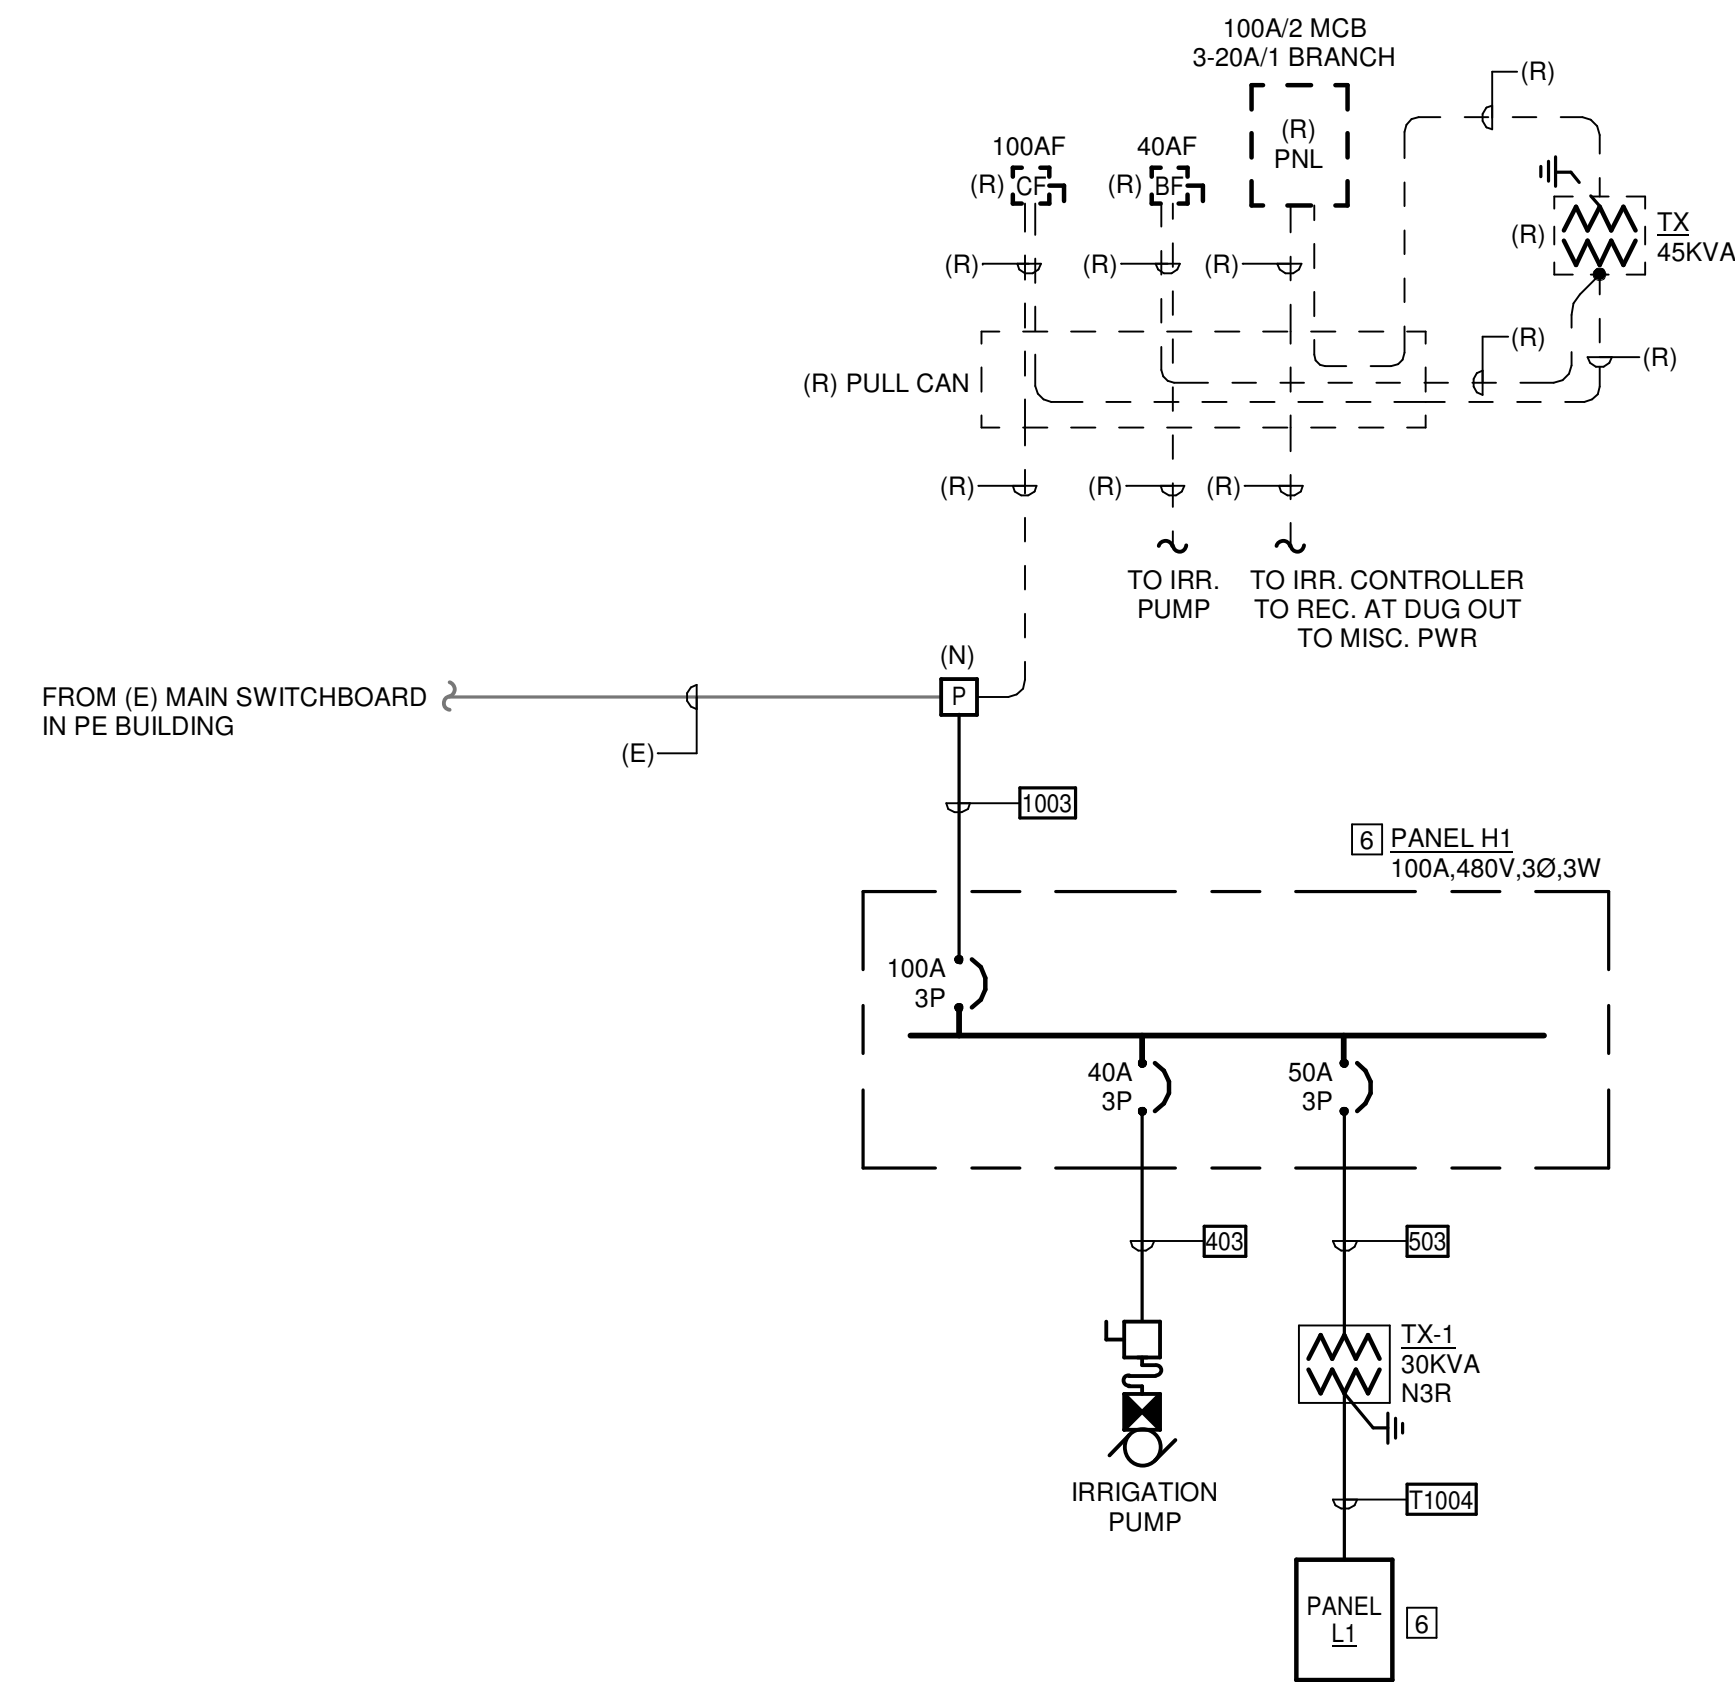 100A/2 MCB
3-20A/1 BRANCH
(R)
(R)
PNL
100AF
(R) CF
40AF
(R) BF
(R)
TX
45KVA
(R)
(R)
(R)
(R)
(R)
(R) PULL CAN
(R)
(R)
(R)
TO IRR.
PUMP
TO IRR. CONTROLLER
TO REC. AT DUG OUT
TO MISC. PWR
(N)
P
FROM (E) MAIN SWITCHBOARD
IN PE BUILDING
(E)
1003
6 PANEL H1
100A,480V,3Ø,3W
100A
3P
40A
3P
50A
3P
403
503
TX-1
30KVA
N3R
IRRIGATION
PUMP
T1004
PANEL
L1
6